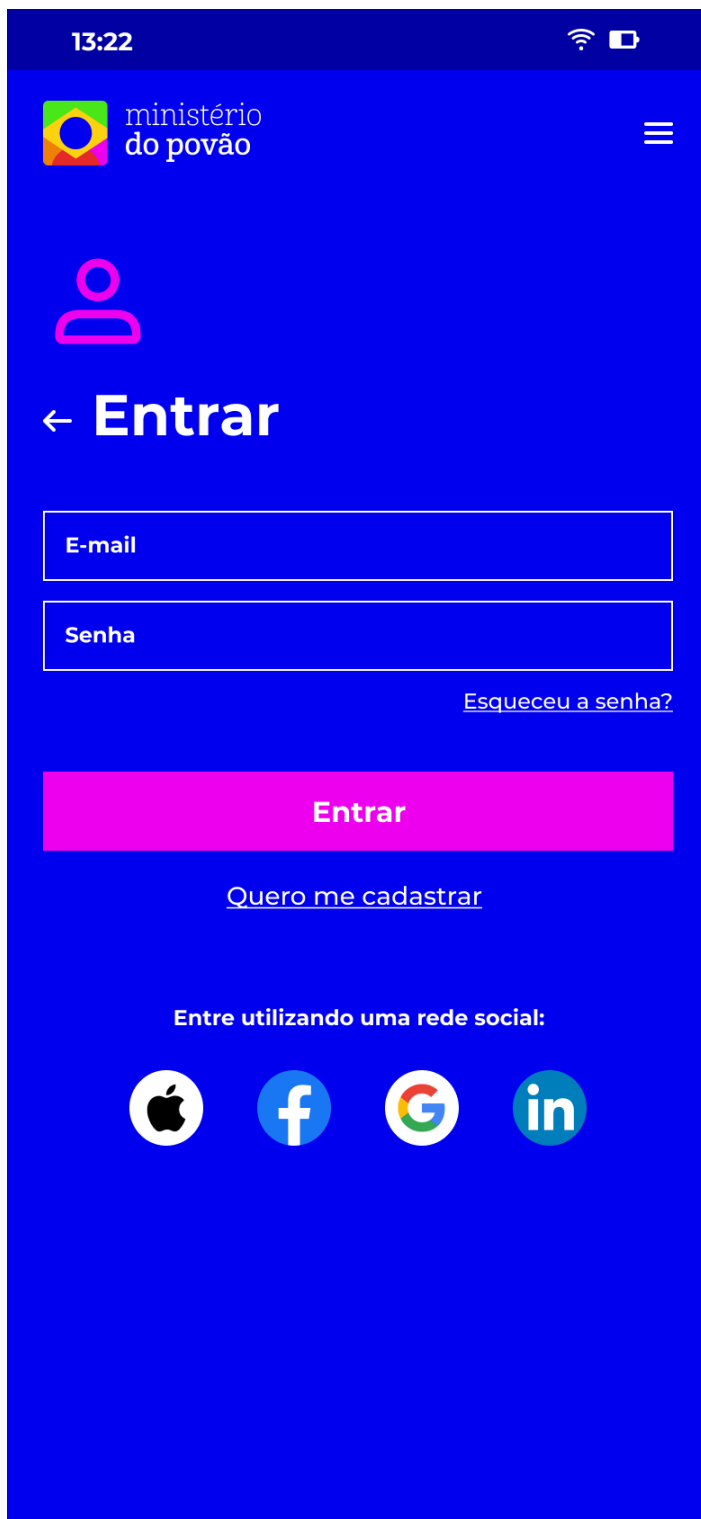 13:22
ministério
do povão
Entrar
E-mail
Senha
Esqueceu a senha?
Entrar
Quero me cadastrar
Entre utilizando uma rede social:
f
G
in